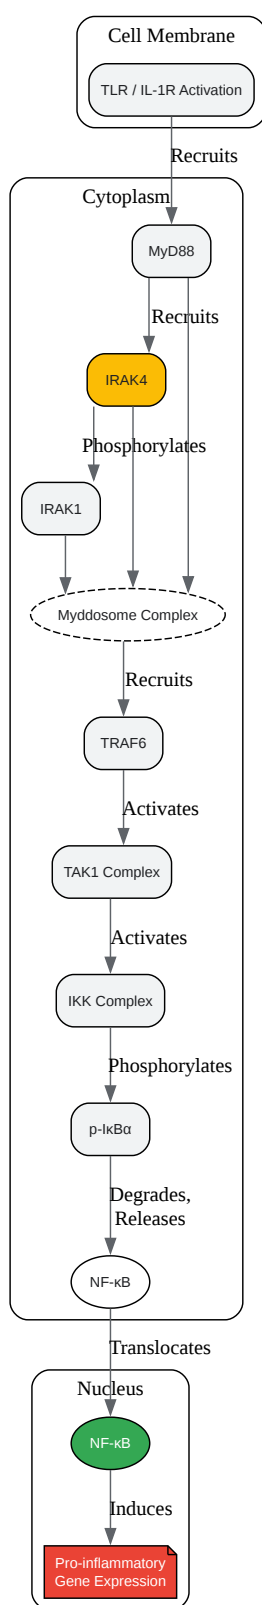 Cell Membrane
TLR / IL-1R Activation
Recruits
Cytoplasm
MyD88
Recruits
IRAK4
Phosphorylates
IRAK1
Myddosome Complex
Recruits
TRAF6
Activates
TAK1 Complex
Activates
IKK Complex
Phosphorylates
p-IκBα
Degrades,
Releases
NF-κB
Translocates
Nucleus
NF-κB
Induces
Pro-inflammatory
Gene Expression